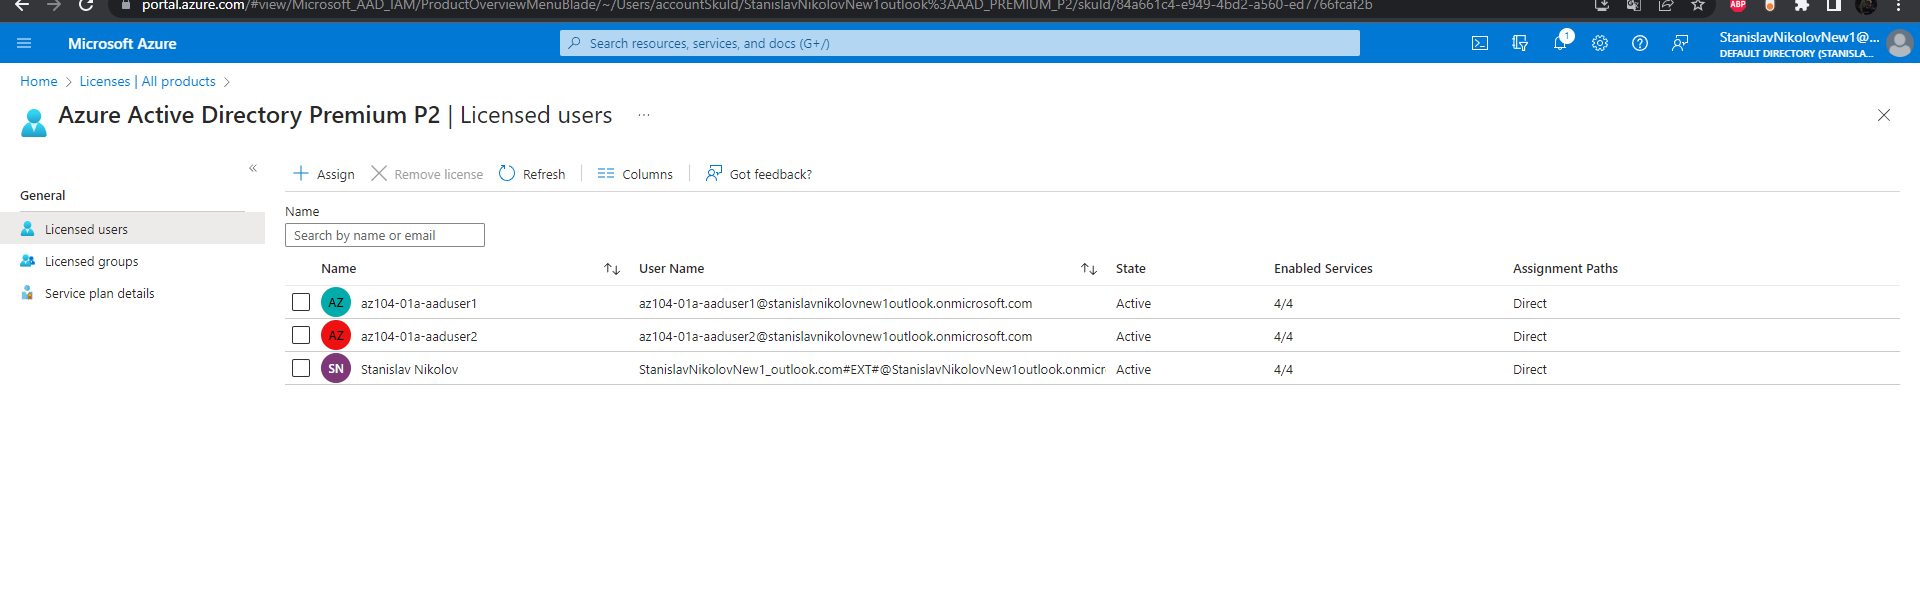 portal.azure.com/#view/Microsoft_AAD_IAM/ProductOverviewMenuBlade/~/Users/accountSkuId/StanislavNikolovNew1outlook%3AAAD_PREMIUM_P2/skuId/84a661c4-e949-4bd2-a560-ed7766fcaf2b
ABP
Microsoft Azure
Search resources, services, and docs (G+/)
1
StanislavNikolovNew1@...
DEFAULT DIRECTORY (STANISLA...
Home > Licenses | All products >
Azure Active Directory Premium P2 | Licensed users ...
«
Assign Remove license Refresh Columns Got feedback?
General
Licensed users
Licensed groups
Service plan details
Name
Search by name or email
Name User Name State Enabled Services Assignment Paths
AZ az104-01a-aaduser1 az104-01a-aaduser1@stanislavnikolovnew1outlook.onmicrosoft.com Active 4/4 Direct
AZ az104-01a-aaduser2 az104-01a-aaduser2@stanislavnikolovnew1outlook.onmicrosoft.com Active 4/4 Direct
SN Stanislav Nikolov StanislavNikolovNew1_outlook.com#EXT#@StanislavNikolovNew1outlook.onmicr Active 4/4 Direct